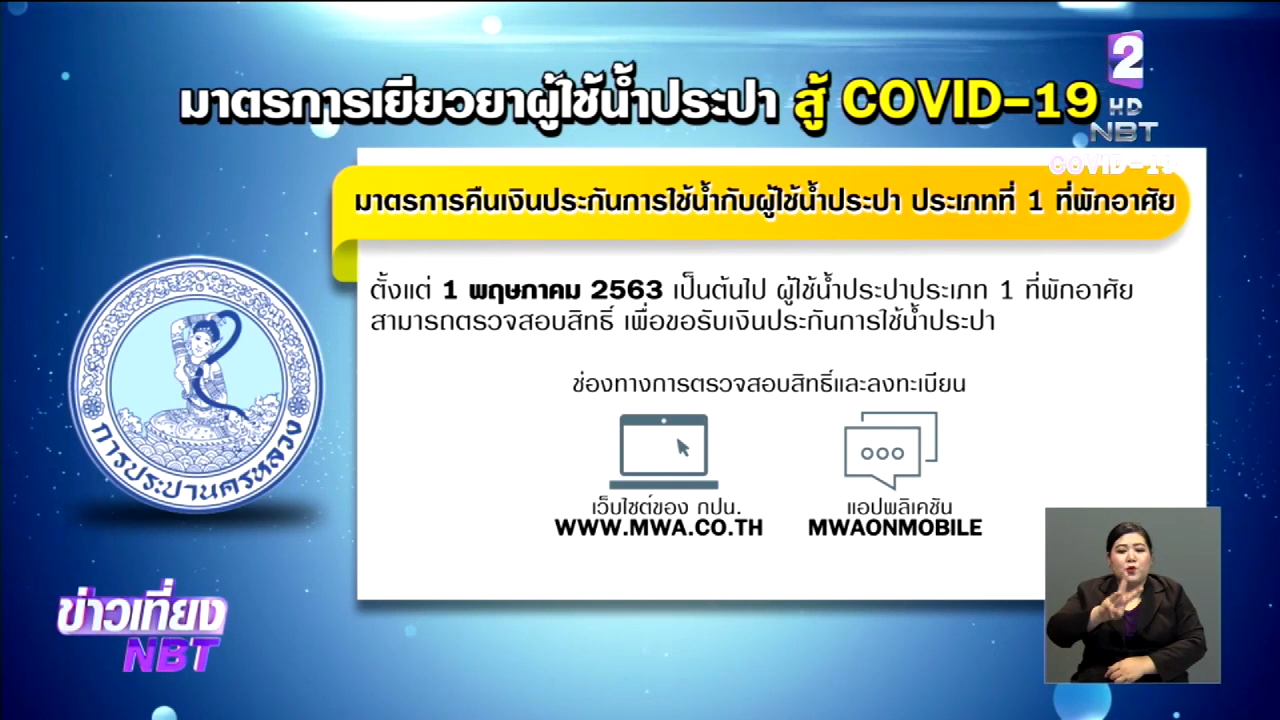 มาตรการเยียวยาผู้ใช้น้ำประปา สู้ COVID-19
2
HD
NBT
COVID-19
มาตรการคืนเงินประกันการใช้น้ำกับผู้ใช้น้ำประปา ประเภทที่ 1 ที่พักอาศัย
ตั้งแต่ 1 พฤษภาคม 2563 เป็นต้นไป ผู้ใช้น้ำประปาประเภท 1 ที่พักอาศัย
สามารถตรวจสอบสิทธิ์ เพื่อขอรับเงินประกันการใช้น้ำประปา
ช่องทางการตรวจสอบสิทธิ์และลงทะเบียน
เว็บไซต์ของ กปน.
WWW.MWA.CO.TH
แอปพลิเคชัน
MWAONMOBILE
การประปานครหลวง
ข่าวเที่ยง
NBT